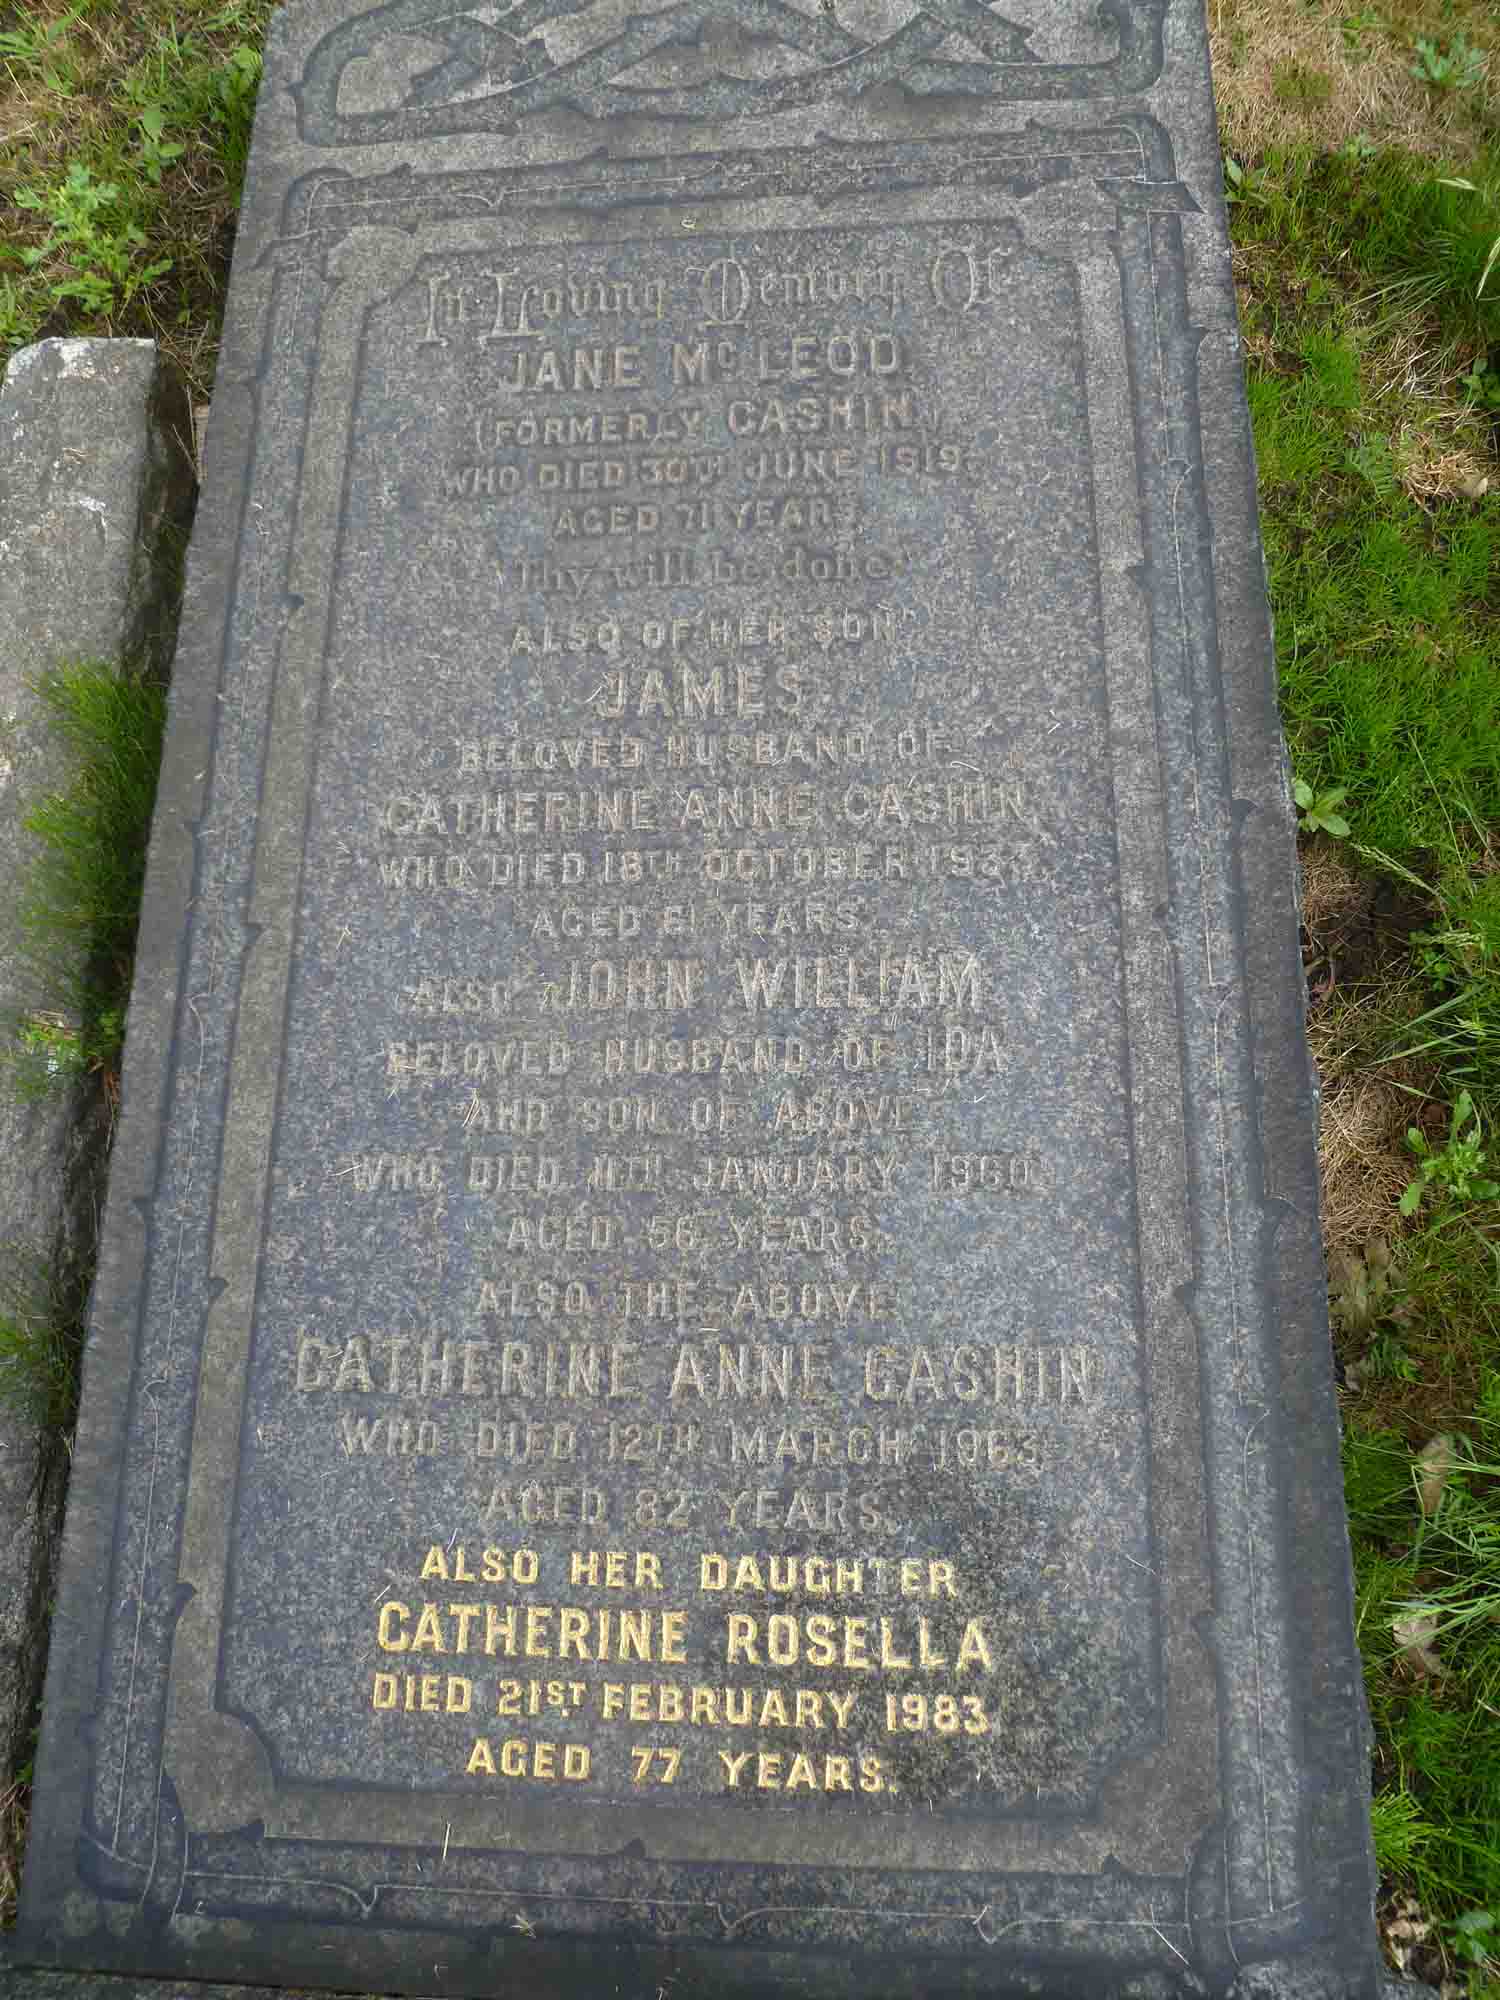 In Loving Memory Of
JANE McLEOD
(FORMERLY CASHIN)
WHO DIED 30TH JUNE 1919.
AGED 71 YEARS.
"Thy will be done"
ALSO OF HER SON
JAMES.
BELOVED HUSBAND OF
CATHERINE ANNE CASHIN
WHO DIED 18TH OCTOBER
AGED 61 YEARS.
ALSO JOHN WILLIAM
BELOVED HUSBAND OF IDA
AND SON OF ABOVE
WHO DIED 11TH JANUARY 1960
AGED 56 YEARS.
ALSO THE ABOVE
CATHERINE ANNE CASHIN
WHO DIED 12TH MARCH 1963
AGED 82 YEARS.
ALSO HER DAUGHTER
CATHERINE ROSELLA
DIED 21ST FEBRUARY 1983
AGED 77 YEARS.